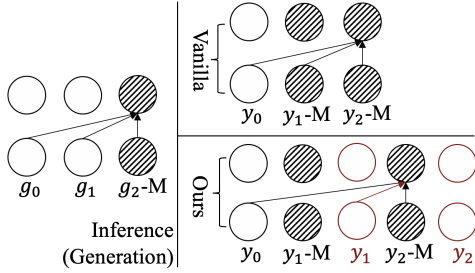 g₀ g₁ g₂-M
Inference
(Generation)
Vanilla
y₀ y₁-M y₂-M
Ours
y₀ y₁-M y₁ y₂-M y₂